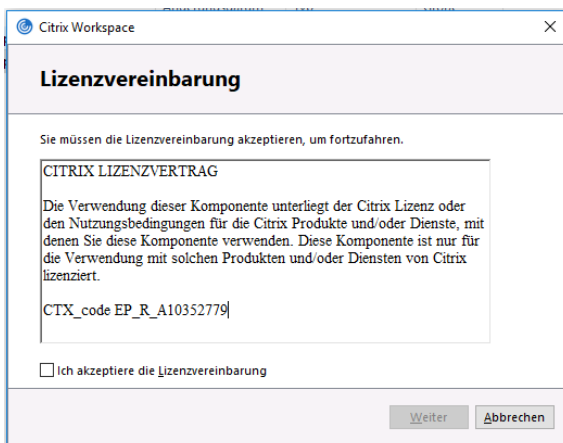 Citrix Workspace
Lizenzvereinbarung
Sie müssen die Lizenzvereinbarung akzeptieren, um fortzufahren.
CITRIX LIZENZVERTRAG
Die Verwendung dieser Komponente unterliegt der Citrix Lizenz oder
den Nutzungsbedingungen für die Citrix Produkte und/oder Dienste, mit
denen Sie diese Komponente verwenden. Diese Komponente ist nur für
die Verwendung mit solchen Produkten und/oder Diensten von Citrix
lizenziert.
CTX_code EP_R_A10352779
Ich akzeptiere die Lizenzvereinbarung
Weiter Abbrechen